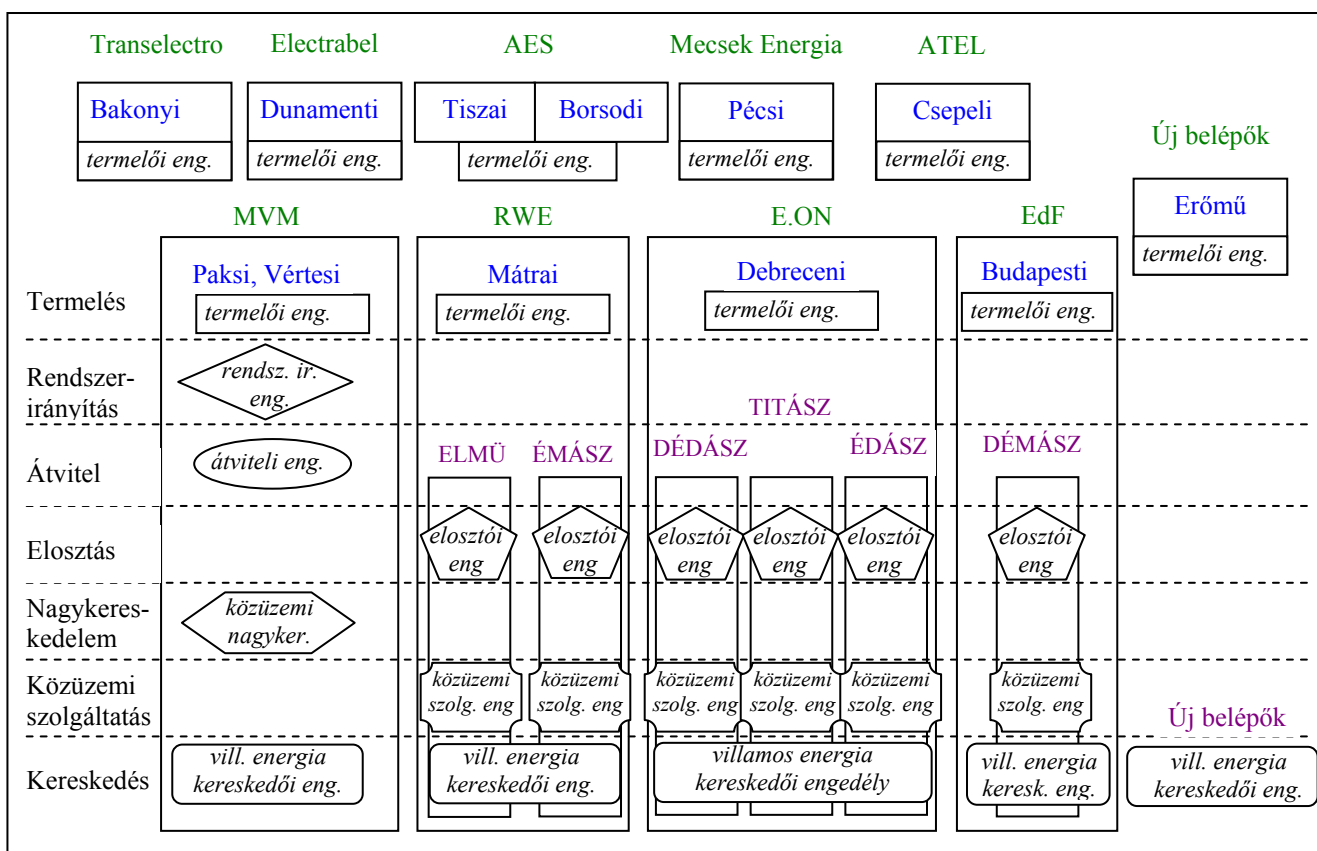 Transelectro Electrabel AES Mecsek Energia ATEL
Bakonyi Dunamenti Tiszai Borsodi Pécsi Csepeli
termelői eng. termelői eng. termelői eng. termelői eng. termelői eng.
Új belépők
Erőmű
termelői eng.
MVM RWE E.ON EdF
Termelés
Paksi, Vértesi Mátrai Debreceni Budapesti
termelői eng. termelői eng. termelői eng. termelői eng.
Rendszer-
irányítás
rendsz. ir.
eng.
TITÁSZ
Átvitel
átviteli eng.
ELMÜ ÉMÁSZ DÉDÁSZ ÉDÁSZ DÉMÁSZ
Elosztás
elosztói elosztói elosztói elosztói elosztói elosztói
eng eng eng eng eng eng
Nagykeres-
kedelem
közüzemi
nagyker.
Közüzemi
szolgáltatás
közüzemi közüzemi közüzemi közüzemi közüzemi közüzemi
szolg. eng szolg. eng szolg. eng szolg. eng szolg. eng szolg. eng
Új belépők
Kereskedés
vill. energia vill. energia villamos energia vill. energia vill. energia
kereskedői eng. kereskedői eng. kereskedői engedély keresk. eng. kereskedői eng.